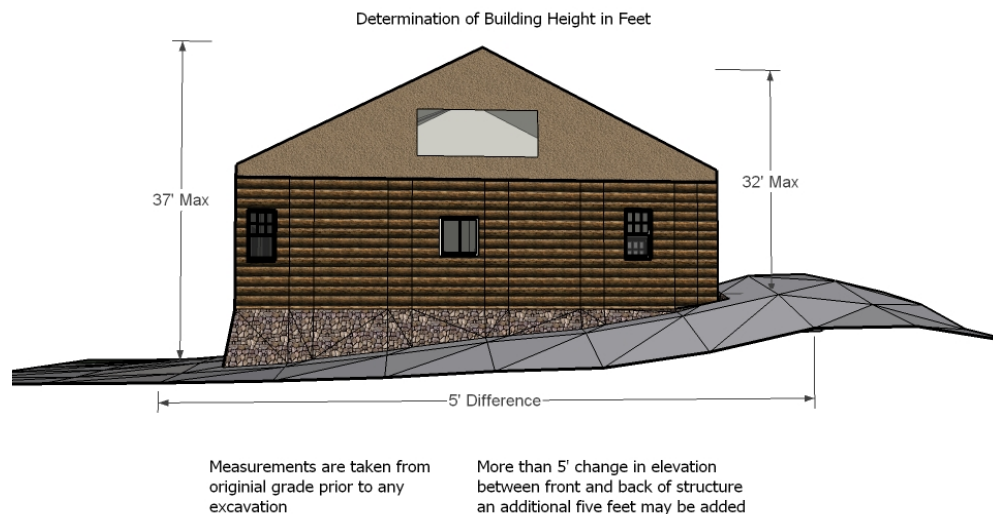 Determination of Building Height in Feet
37' Max
32' Max
5' Difference
Measurements are taken from
originial grade prior to any
excavation
More than 5' change in elevation
between front and back of structure
an additional five feet may be added